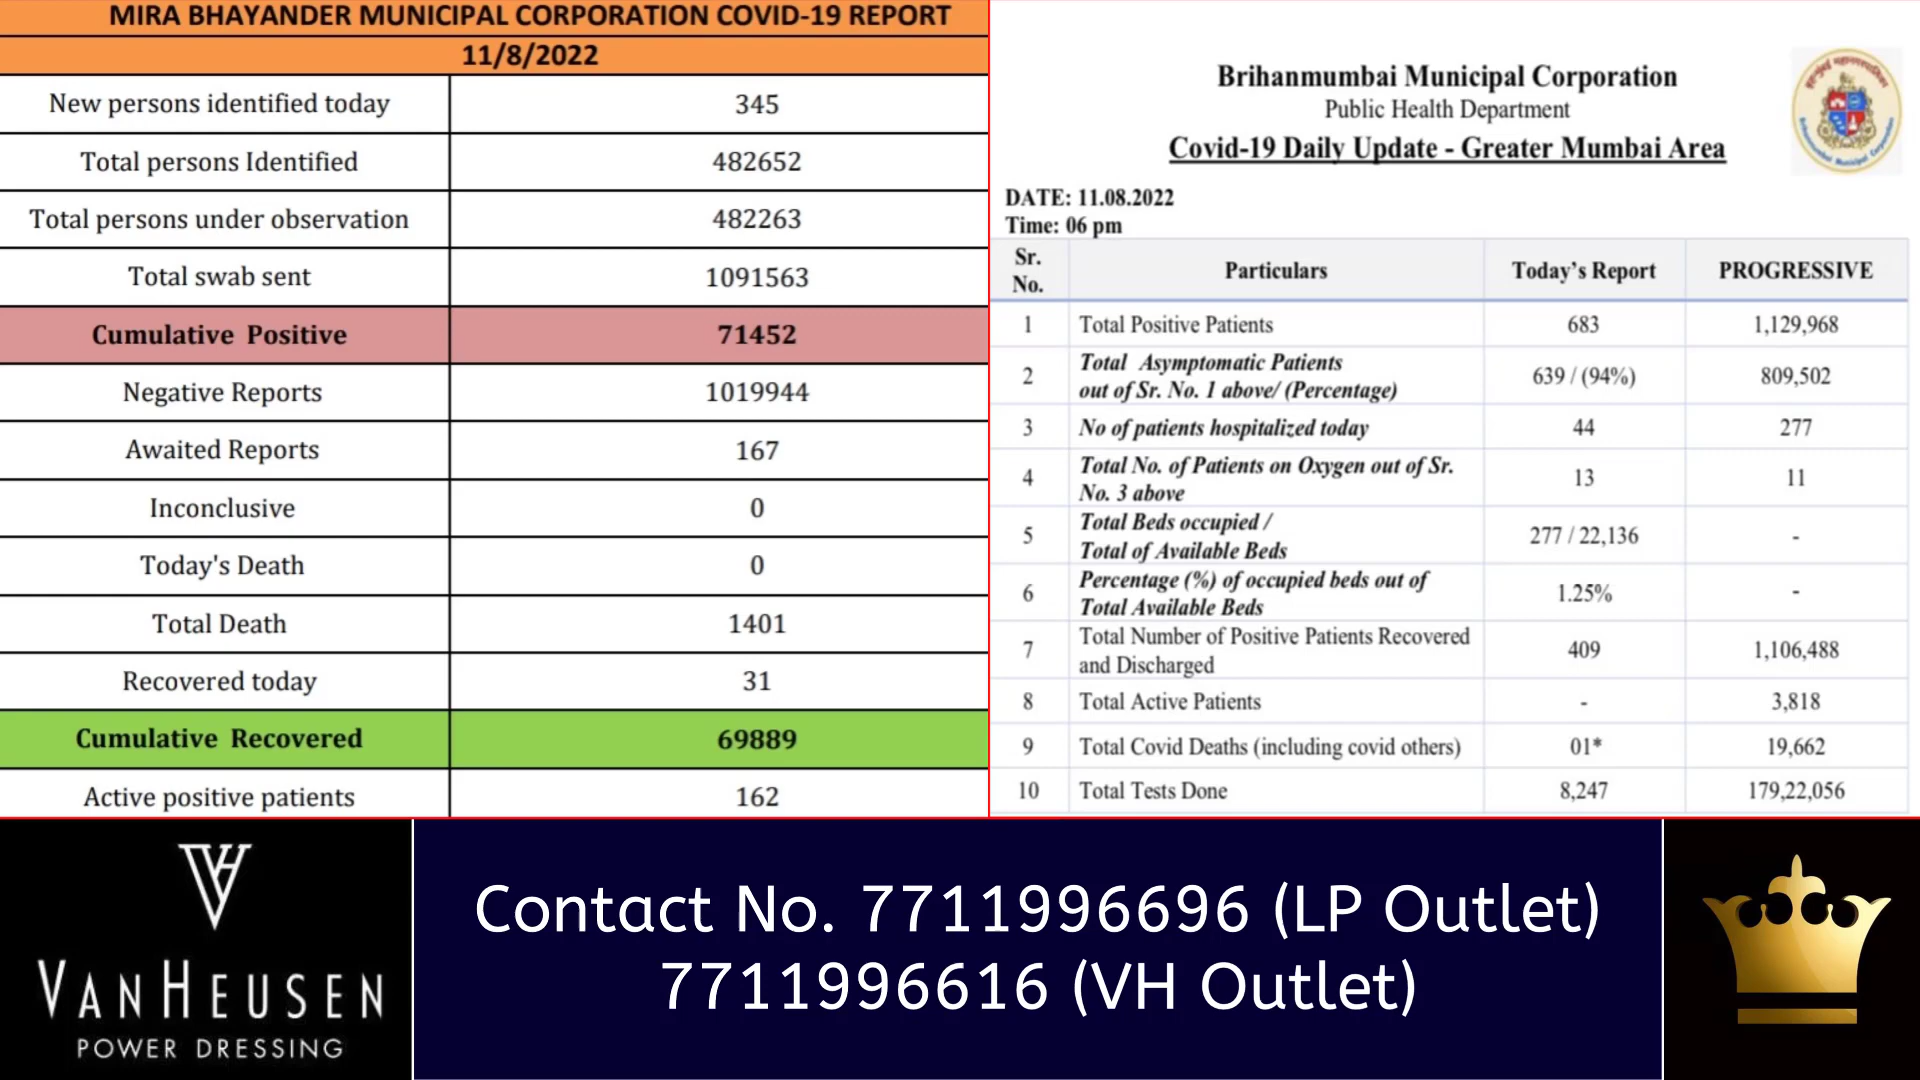 MIRA BHAYANDER MUNICIPAL CORPORATION COVID-19 REPORT
11/8/2022
New persons identified today 345
Total persons Identified 482652
Total persons under observation 482263
Total swab sent 1091563
Cumulative Positive 71452
Negative Reports 1019944
Awaited Reports 167
Inconclusive 0
Today's Death 0
Total Death 1401
Recovered today 31
Cumulative Recovered 69889
Active positive patients 162
Brihanmumbai Municipal Corporation
Public Health Department
Covid-19 Daily Update - Greater Mumbai Area
DATE: 11.08.2022
Time: 06 pm
Sr. No. Particulars Today's Report PROGRESSIVE
1 Total Positive Patients 683 1,129,968
2 Total Asymptomatic Patients
out of Sr. No. 1 above/ (Percentage) 639 / (94%) 809,502
3 No of patients hospitalized today 44 277
4 Total No. of Patients on Oxygen out of Sr.
No. 3 above 13 11
5 Total Beds occupied /
Total of Available Beds 277 / 22,136 -
6 Percentage (%) of occupied beds out of
Total Available Beds 1.25% -
7 Total Number of Positive Patients Recovered
and Discharged 409 1,106,488
8 Total Active Patients - 3,818
9 Total Covid Deaths (including covid others) 01* 19,662
10 Total Tests Done 8,247 179,22,056
VH
VAN HEUSEN
POWER DRESSING
Contact No. 7711996696 (LP Outlet)
7711996616 (VH Outlet)